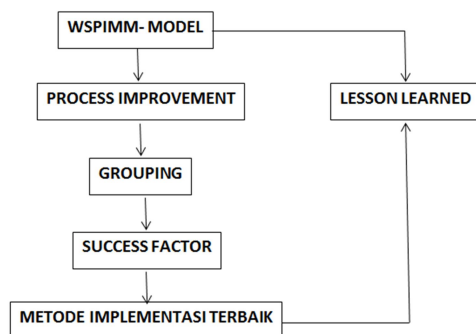 WSPIMM- MODEL
PROCESS IMPROVEMENT
LESSON LEARNED
GROUPING
SUCCESS FACTOR
METODE IMPLEMENTASI TERBAIK